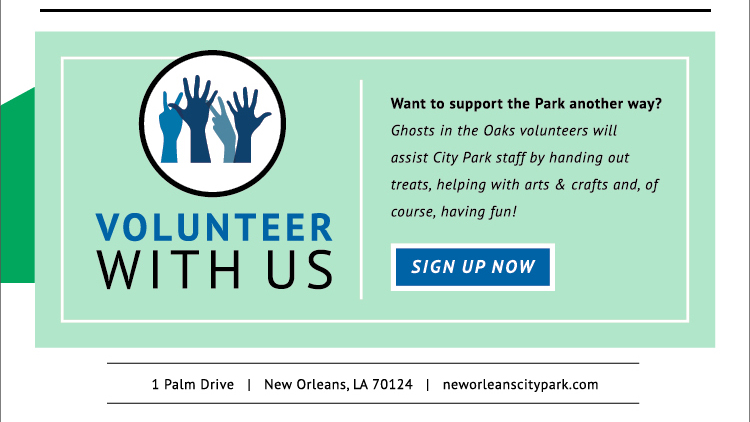 VOLUNTEER
WITH US
Want to support the Park another way?
Ghosts in the Oaks volunteers will
assist City Park staff by handing out
treats, helping with arts & crafts and, of
course, having fun!
SIGN UP NOW
1 Palm Drive | New Orleans, LA 70124 | neworleanscitypark.com